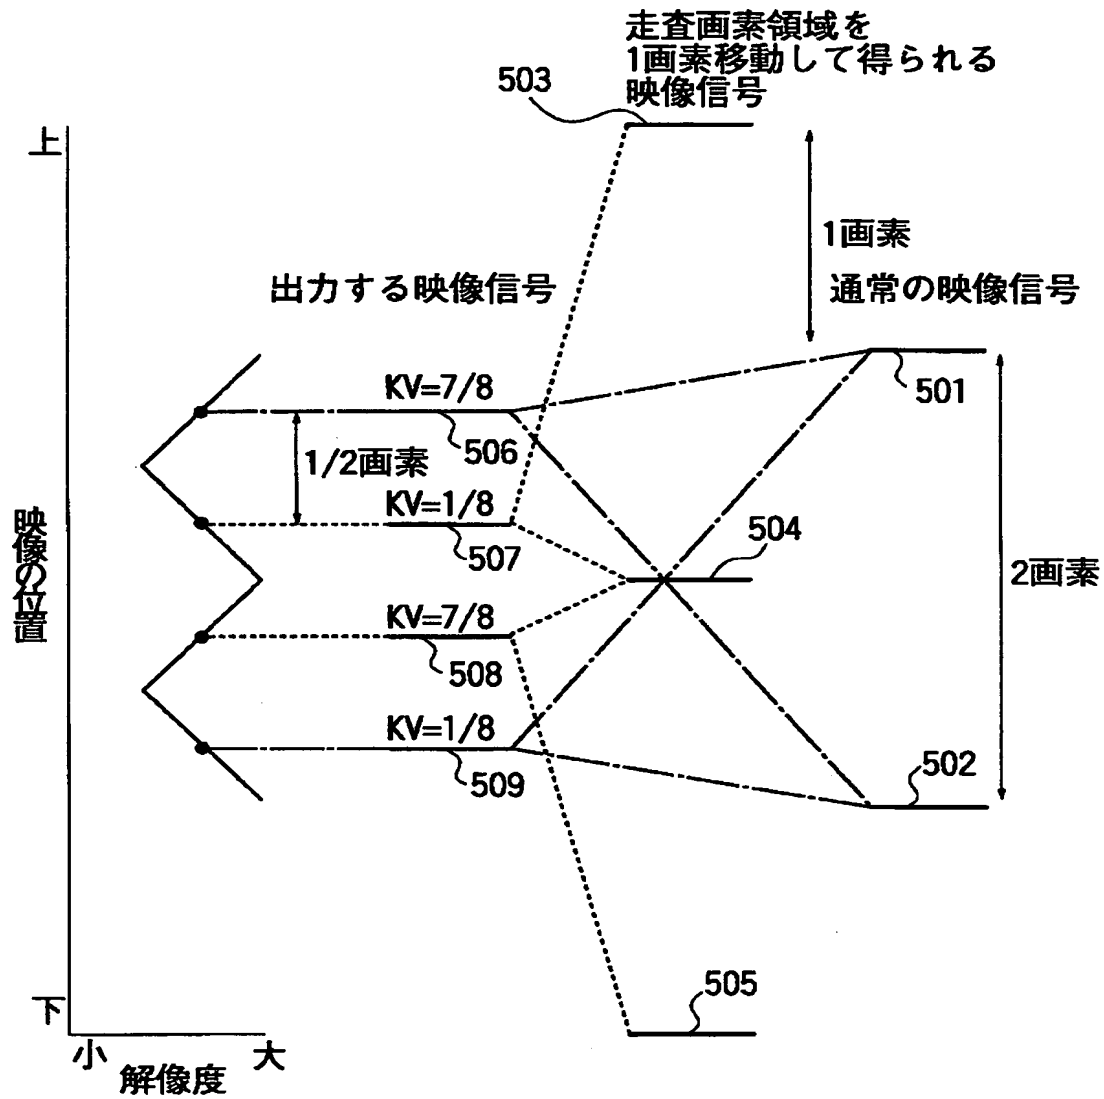 走査画素領域を
1画素移動して得られる
映像信号
503
上
1画素
出力する映像信号
通常の映像信号
501
KV=7/8
506
1/2画素
KV=1/8
507
504
2画素
映像の位置
KV=7/8
508
KV=1/8
509
502
505
下
小
大
解像度